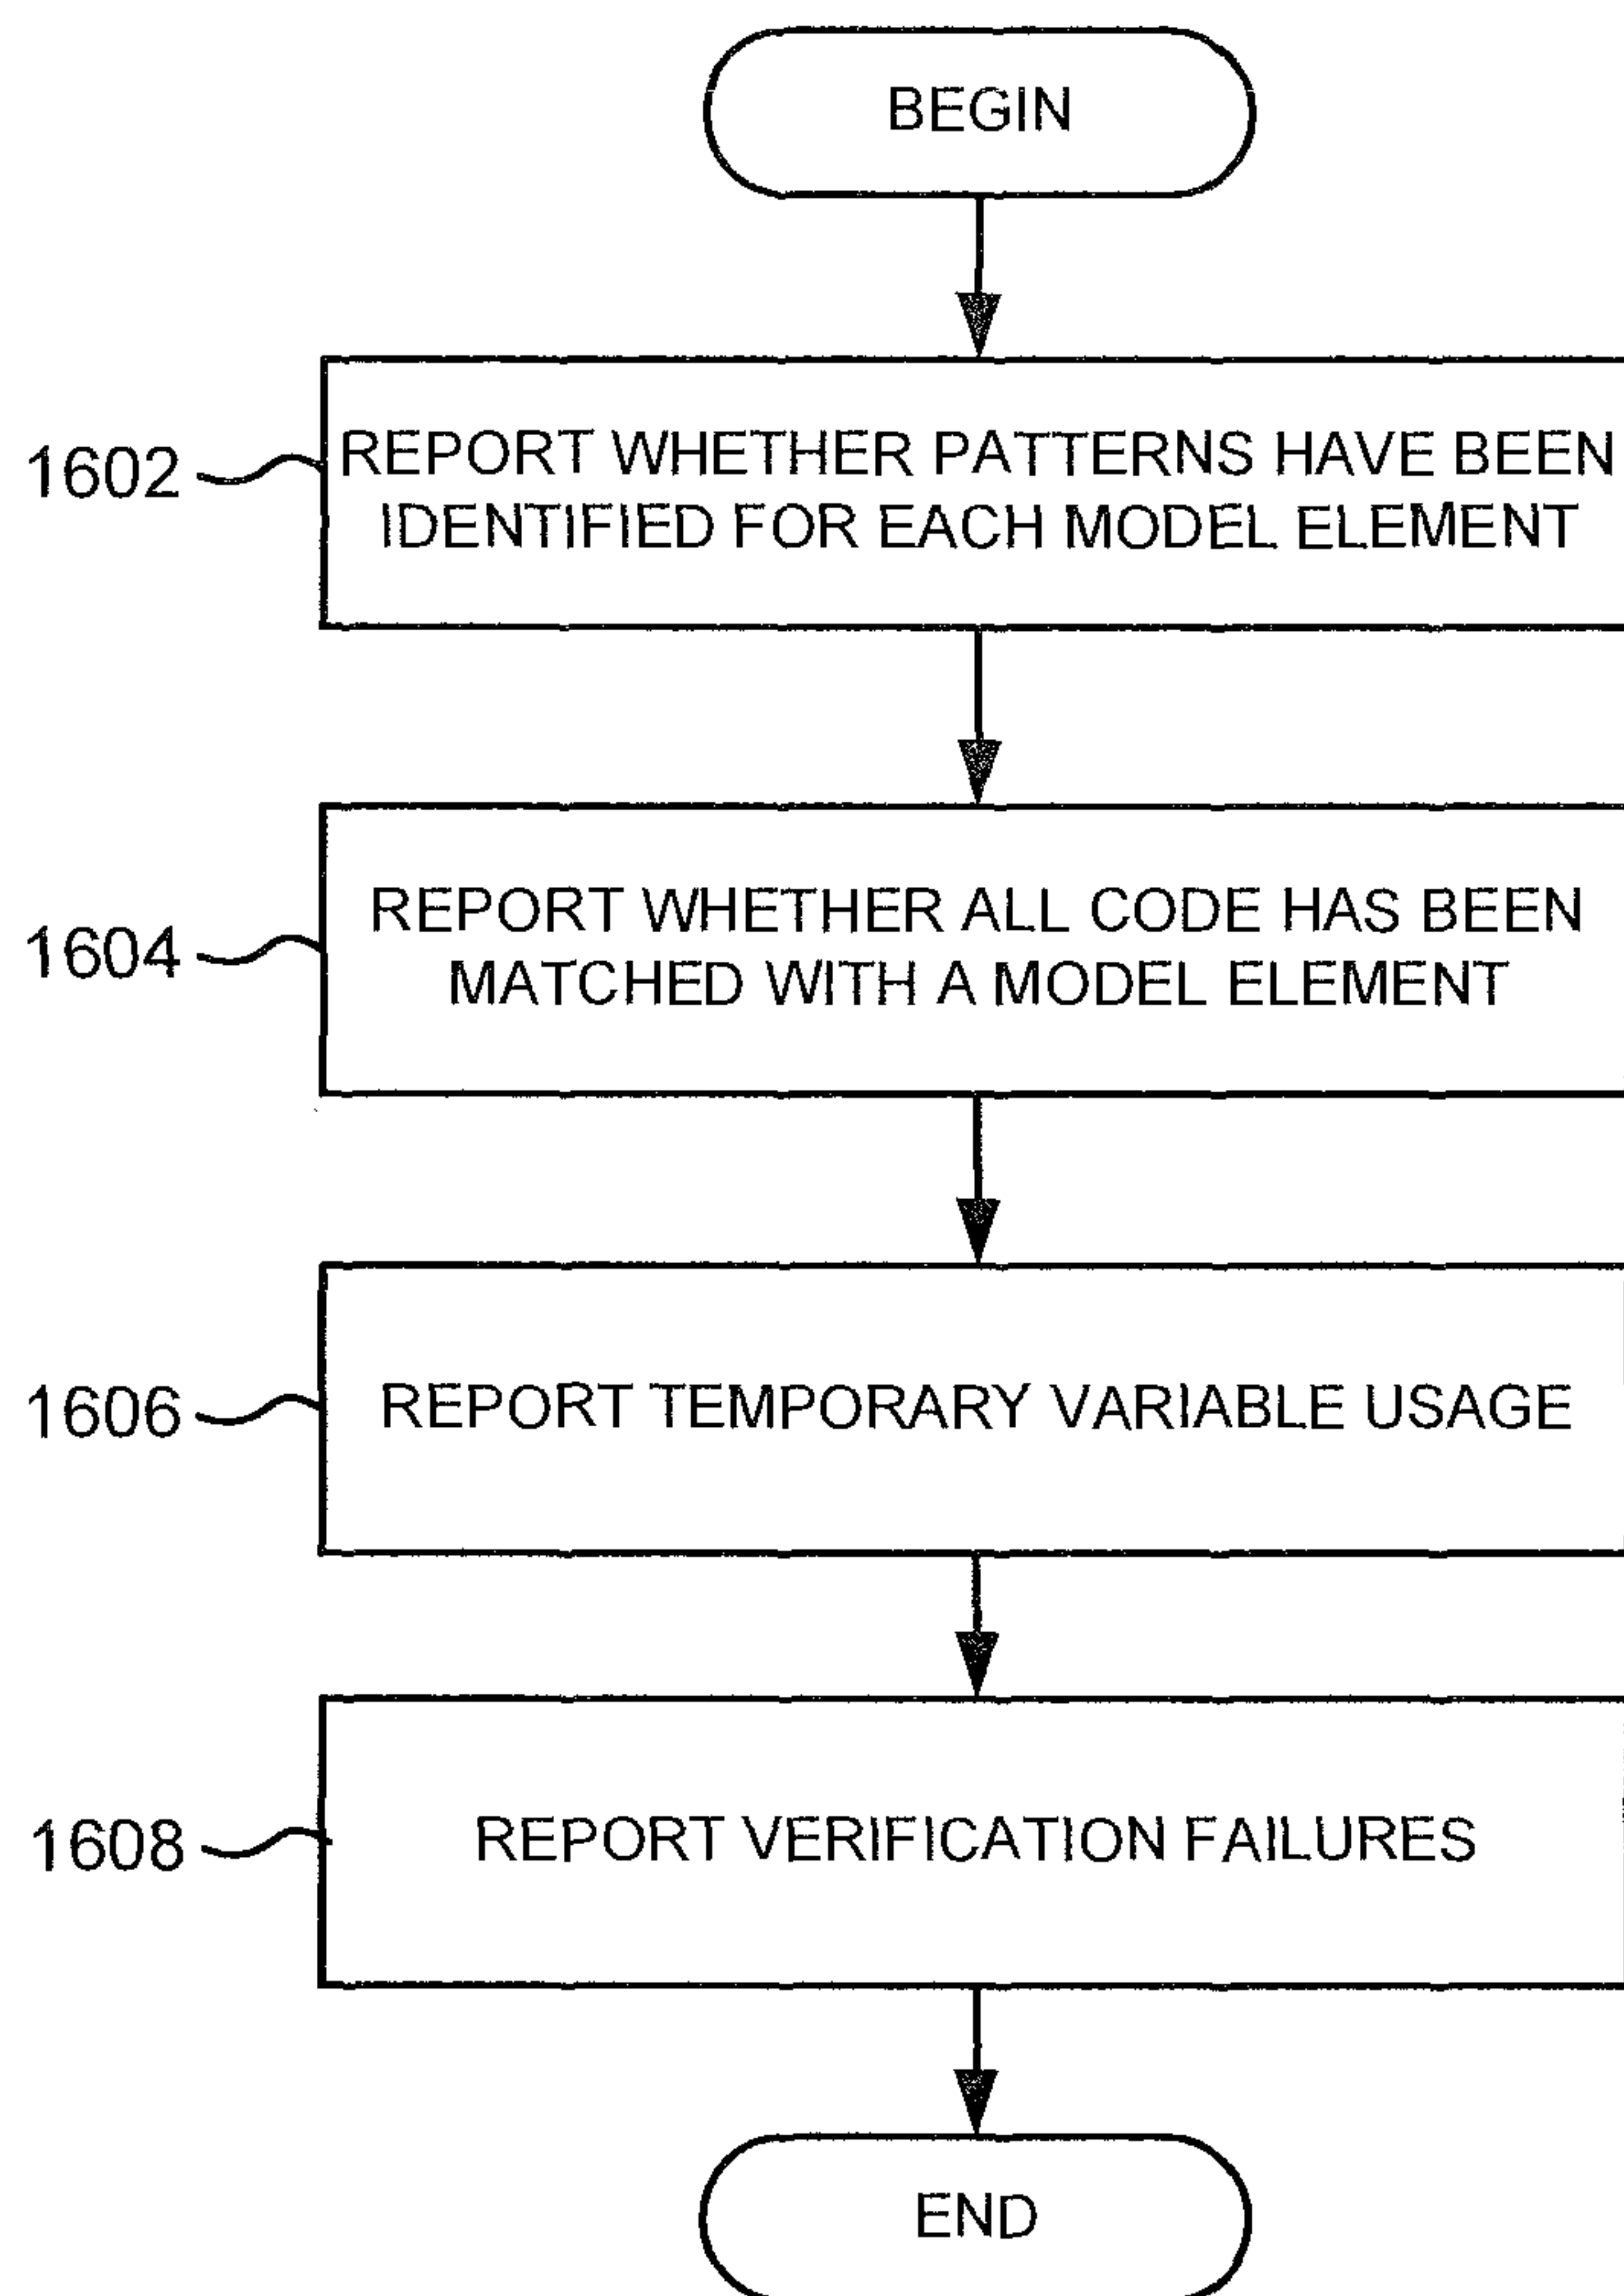 BEGIN
1602
REPORT WHETHER PATTERNS HAVE BEEN
IDENTIFIED FOR EACH MODEL ELEMENT
1604
REPORT WHETHER ALL CODE HAS BEEN
MATCHED WITH A MODEL ELEMENT
1606
REPORT TEMPORARY VARIABLE USAGE
1608
REPORT VERIFICATION FAILURES
END